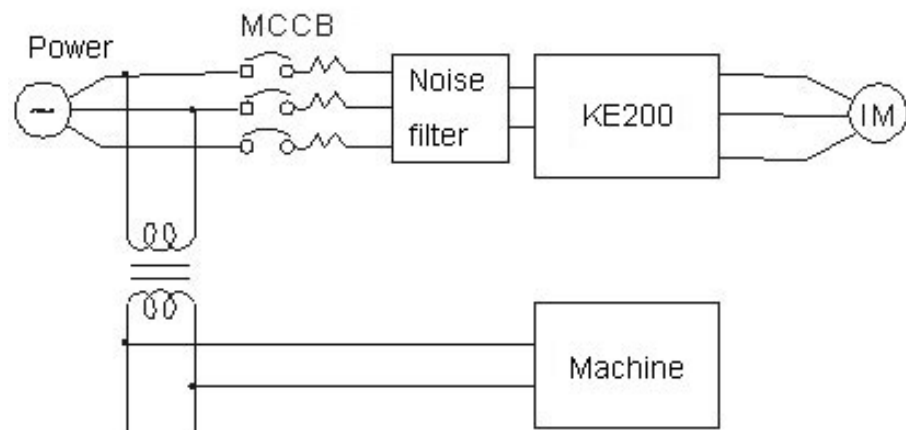 MCCB
Power
~
Noise
filter
KE200
IM
Machine